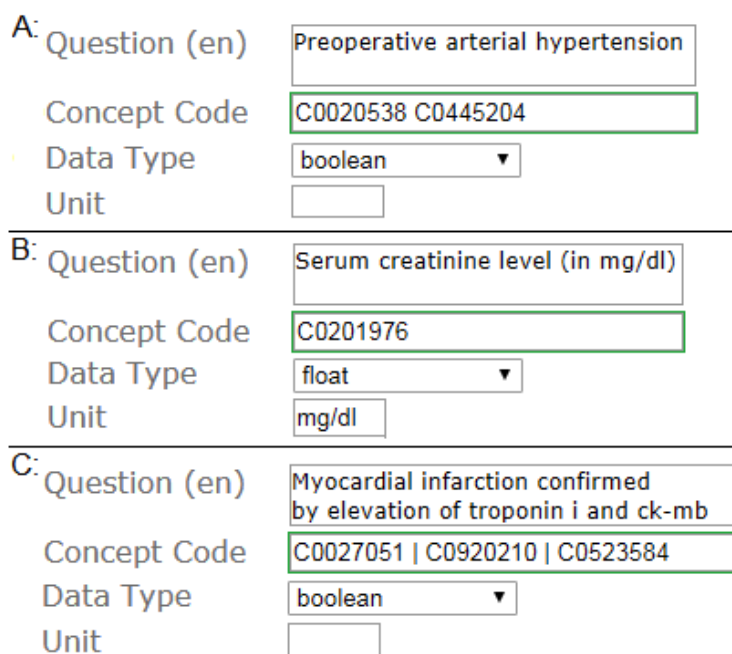 A:
Question (en) Preoperative arterial hypertension
Concept Code C0020538 C0445204
Data Type boolean
Unit
B:
Question (en) Serum creatinine level (in mg/dl)
Concept Code C0201976
Data Type float
Unit mg/dl
C:
Question (en) Myocardial infarction confirmed
by elevation of troponin i and ck-mb
Concept Code C0027051 | C0920210 | C0523584
Data Type boolean
Unit